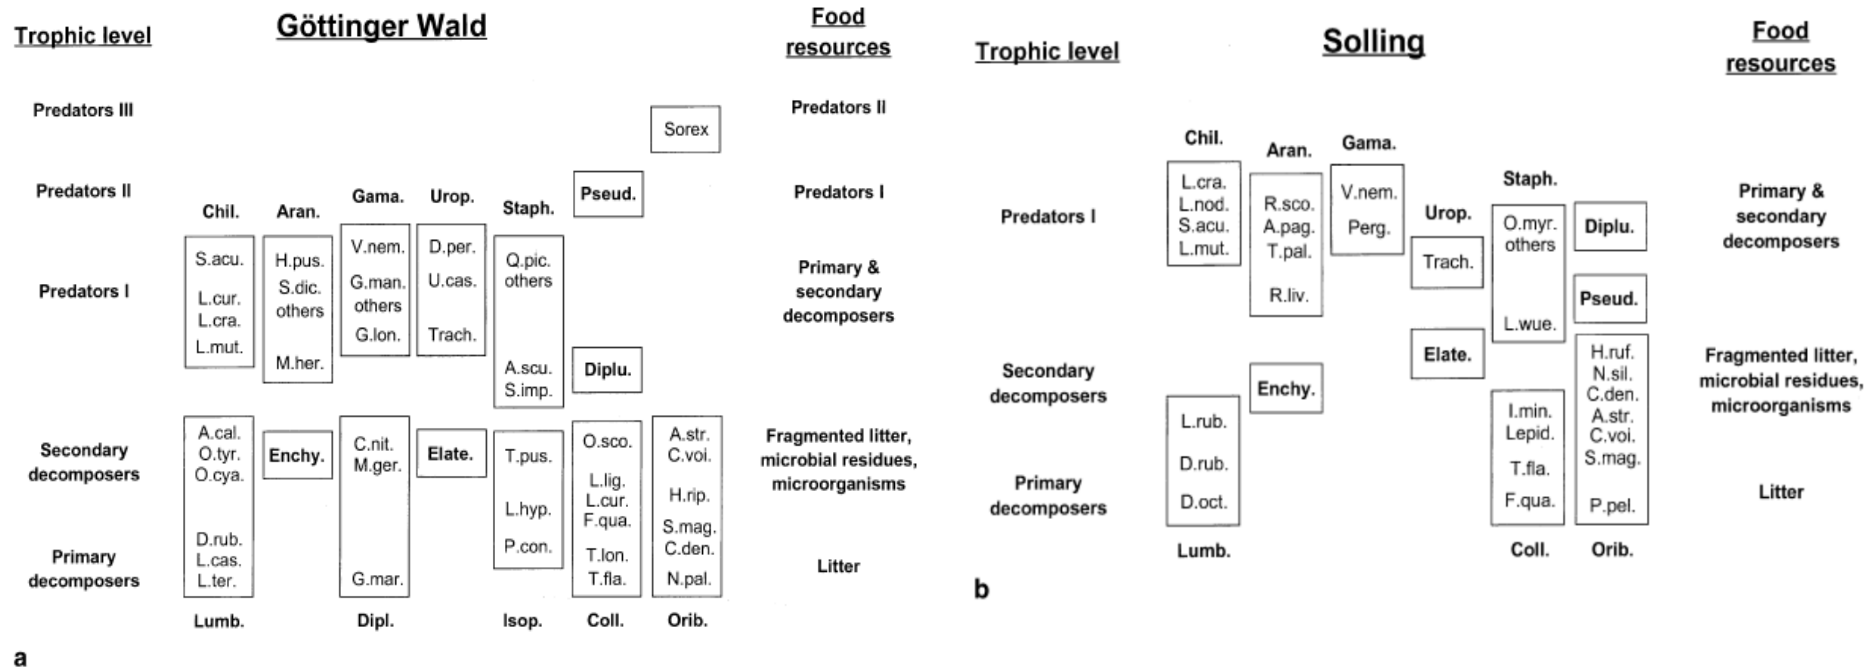 Göttinger Wald
Trophic level
Food
resources
Predators III
Predators II
Predators I
Secondary
decomposers
Primary
decomposers
Sorex
Pseud.
Chil.
S.acu.
L.cur.
L.cra.
L.mut.
Aran.
H.pus.
S.dic.
others
M.her.
Gama.
V.nem.
G.man.
others
G.lon.
Urop.
D.per.
U.cas.
Trach.
Staph.
Q.pic.
others
A.scu.
S.imp.
Diplu.
A.cal.
O.tyr.
O.cya.
D.rub.
L.cas.
L.ter.
Lumb.
Enchy.
C.nit.
M.ger.
G.mar.
Dipl.
Elate.
T.pus.
L.hyp.
P.con.
Isop.
O.sco.
L.lig.
L.cur.
F.qua.
T.lon.
T.fla.
Coll.
A.str.
C.voi.
H.rip.
S.mag.
C.den.
N.pal.
Orib.
Predators II
Predators I
Primary &
secondary
decomposers
Fragmented litter,
microbial residues,
microorganisms
Litter
a
Solling
Trophic level
Food
resources
Predators I
Secondary
decomposers
Primary
decomposers
Chil.
L.cra.
L.nod.
S.acu.
L.mut.
Aran.
R.sco.
A.pag.
T.pal.
R.liv.
Gama.
V.nem.
Perg.
Urop.
Trach.
Staph.
O.myr.
others
L.wue.
Diplu.
Pseud.
Elate.
Enchy.
L.rub.
D.rub.
D.oct.
Lumb.
I.min.
Lepid.
T.fla.
F.qua.
Coll.
H.ruf.
N.sil.
C.den.
A.str.
C.voi.
S.mag.
P.pel.
Orib.
Primary &
secondary
decomposers
Fragmented litter,
microbial residues,
microorganisms
Litter
b